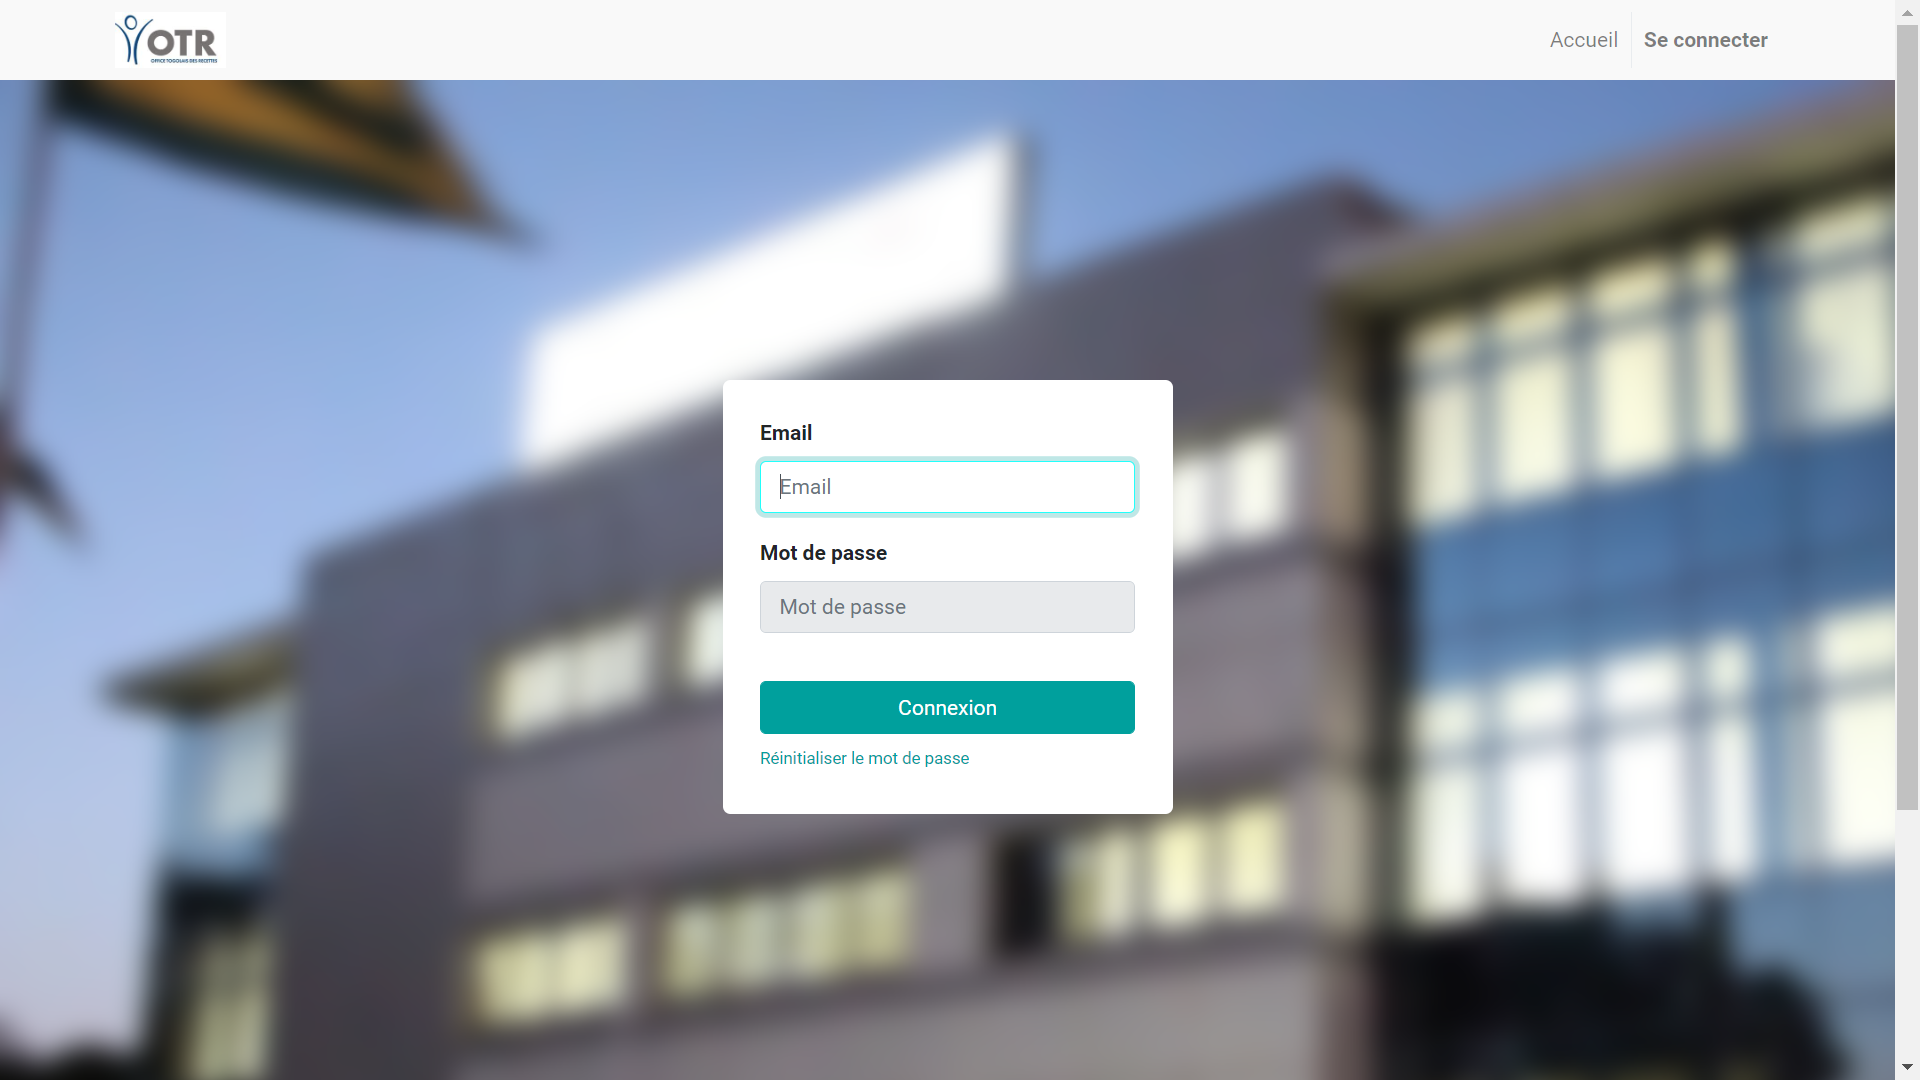 OTR
OFFICE TOGOLAIS DES RECETTES
Accueil
Se connecter
Email
Email
Mot de passe
Mot de passe
Connexion
Réinitialiser le mot de passe